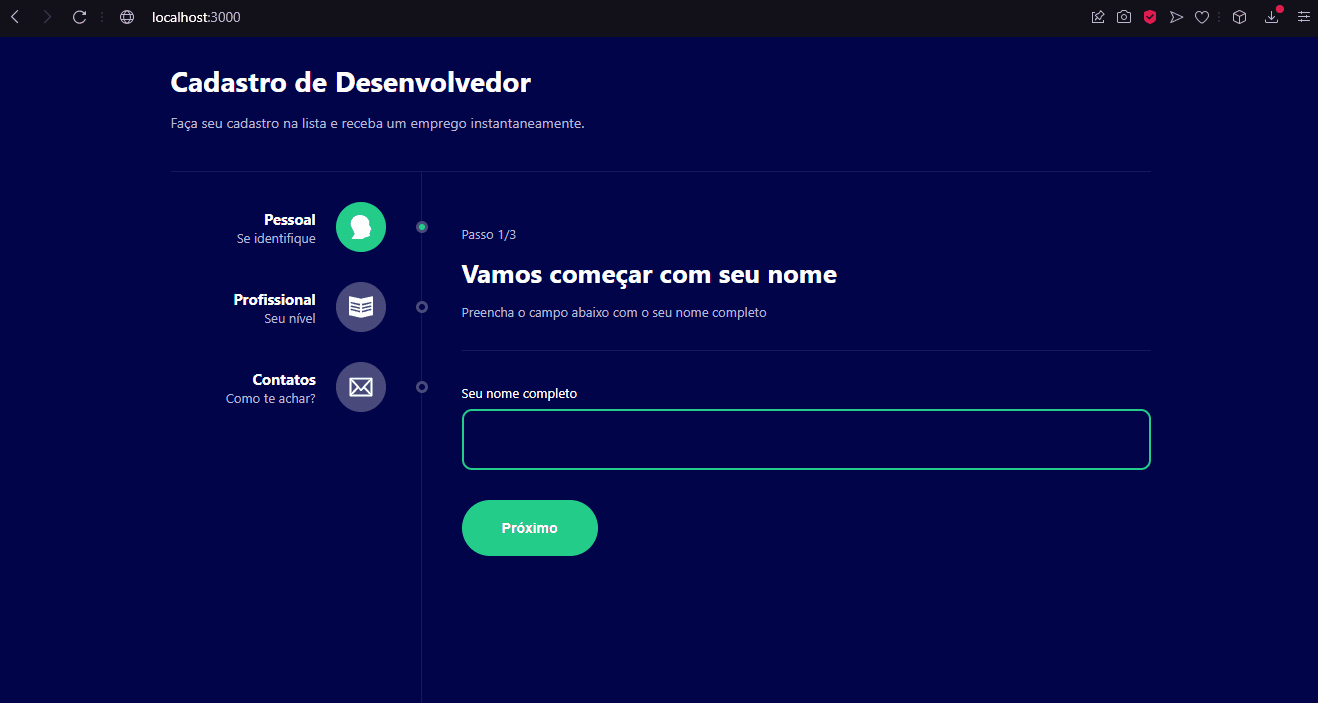 localhost:3000
Cadastro de Desenvolvedor
Faça seu cadastro na lista e receba um emprego instantaneamente.
Pessoal
Se identifique
Profissional
Seu nível
Contatos
Como te achar?
Passo 1/3
Vamos começar com seu nome
Preencha o campo abaixo com o seu nome completo
Seu nome completo
Próximo